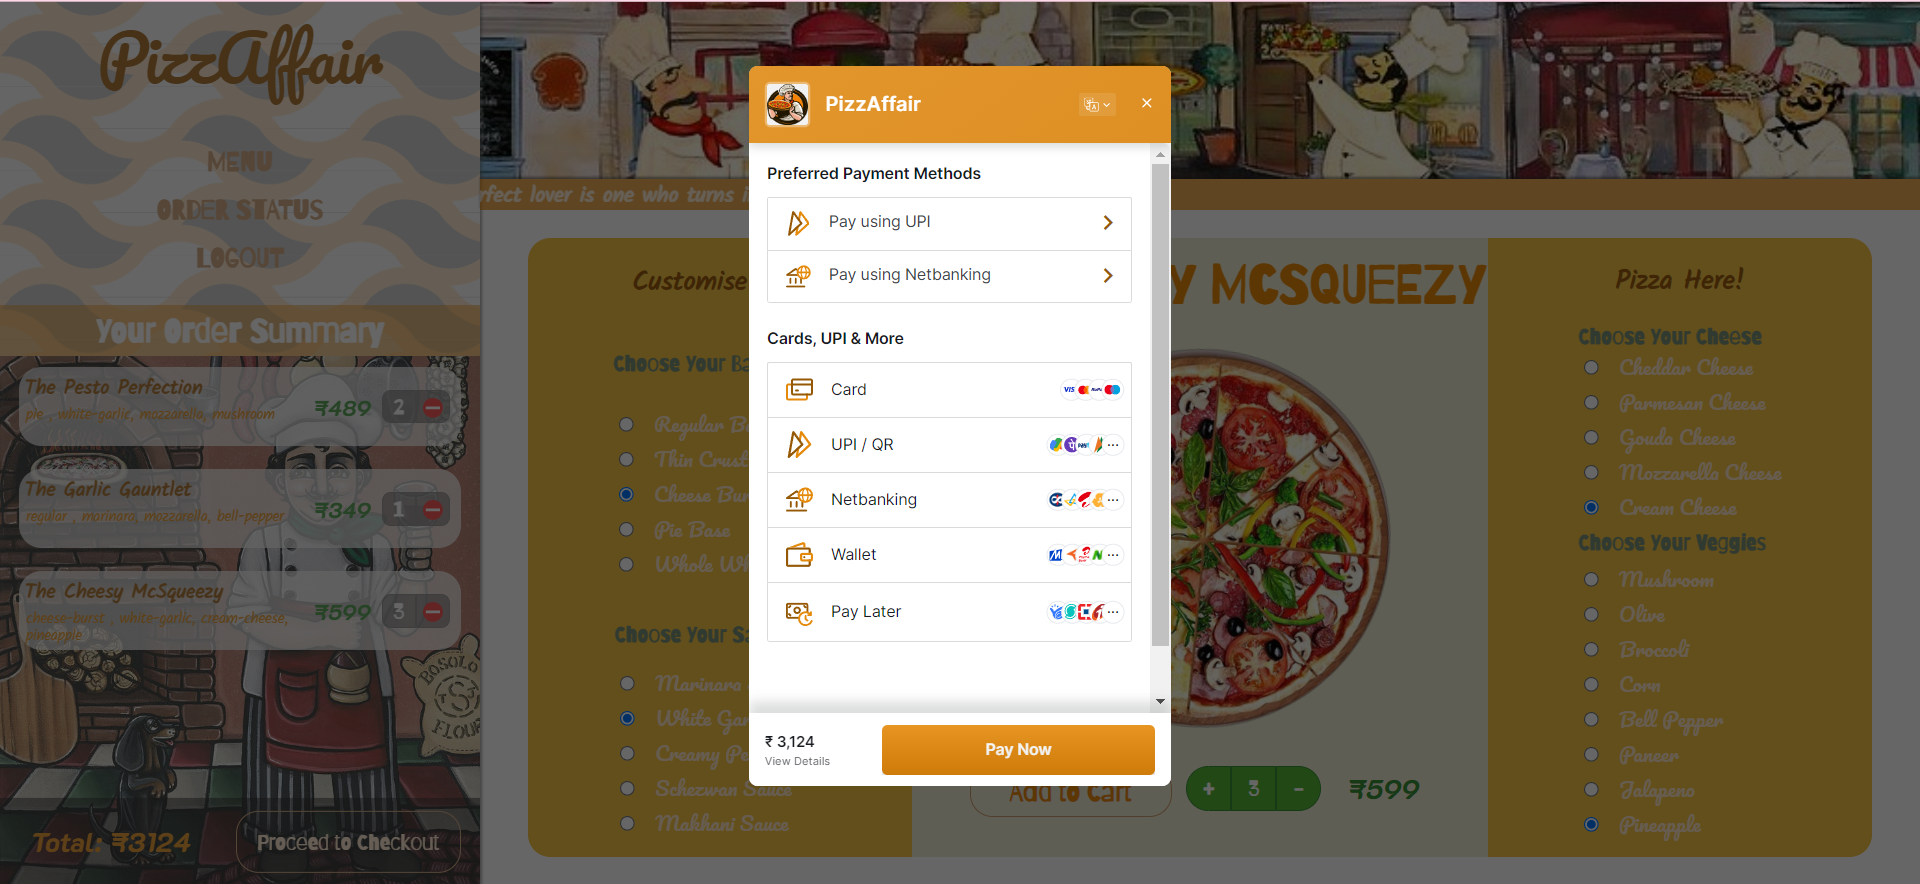 PizzAffair
MENU
ORDER STATUS
LOGOUT
Your Order Summary
The Pesto Perfection
pie , white-garlic, mozzarella, mushroom
₹489
2
The Garlic Gauntlet
regular , marinara, mozzarella, bell-pepper
₹349
1
The Cheesy McSqueezy
cheese-burst , white-garlic, cream-cheese,
pineapple
₹599
3
BOSOLO
FLOUR
Total: ₹3124
Proceed to Checkout
rfect lover is one who turns i
Customise
Choose Your
Regular
Thin Crust
Cheese
Pie Base
Whole
Choose Your
Marinara
White
Creamy
Schezwan Sauce
Makhani Sauce
Y MCSQUEEZY
Add to Cart
+ 3 -
₹599
Pizza Here!
Choose Your Cheese
Cheddar Cheese
Parmesan Cheese
Gouda Cheese
Mozzarella Cheese
Cream Cheese
Choose Your Veggies
Mushroom
Olive
Broccoli
Corn
Bell Pepper
Paneer
Jalapeno
Pineapple
PizzAffair
Preferred Payment Methods
Pay using UPI
Pay using Netbanking
Cards, UPI & More
Card
VISA
UPI / QR
Netbanking
Wallet
Pay Later
₹ 3,124
View Details
Pay Now